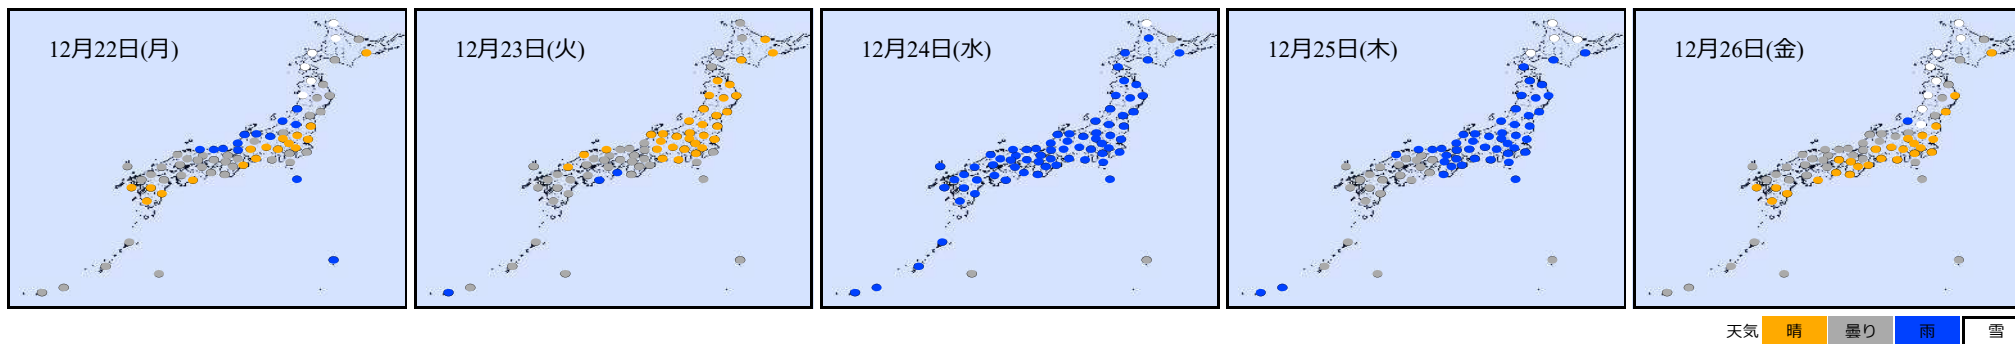 12月22日(月)
12月23日(火)
12月24日(水)
12月25日(木)
12月26日(金)
天気 晴 曇り 雨 雪